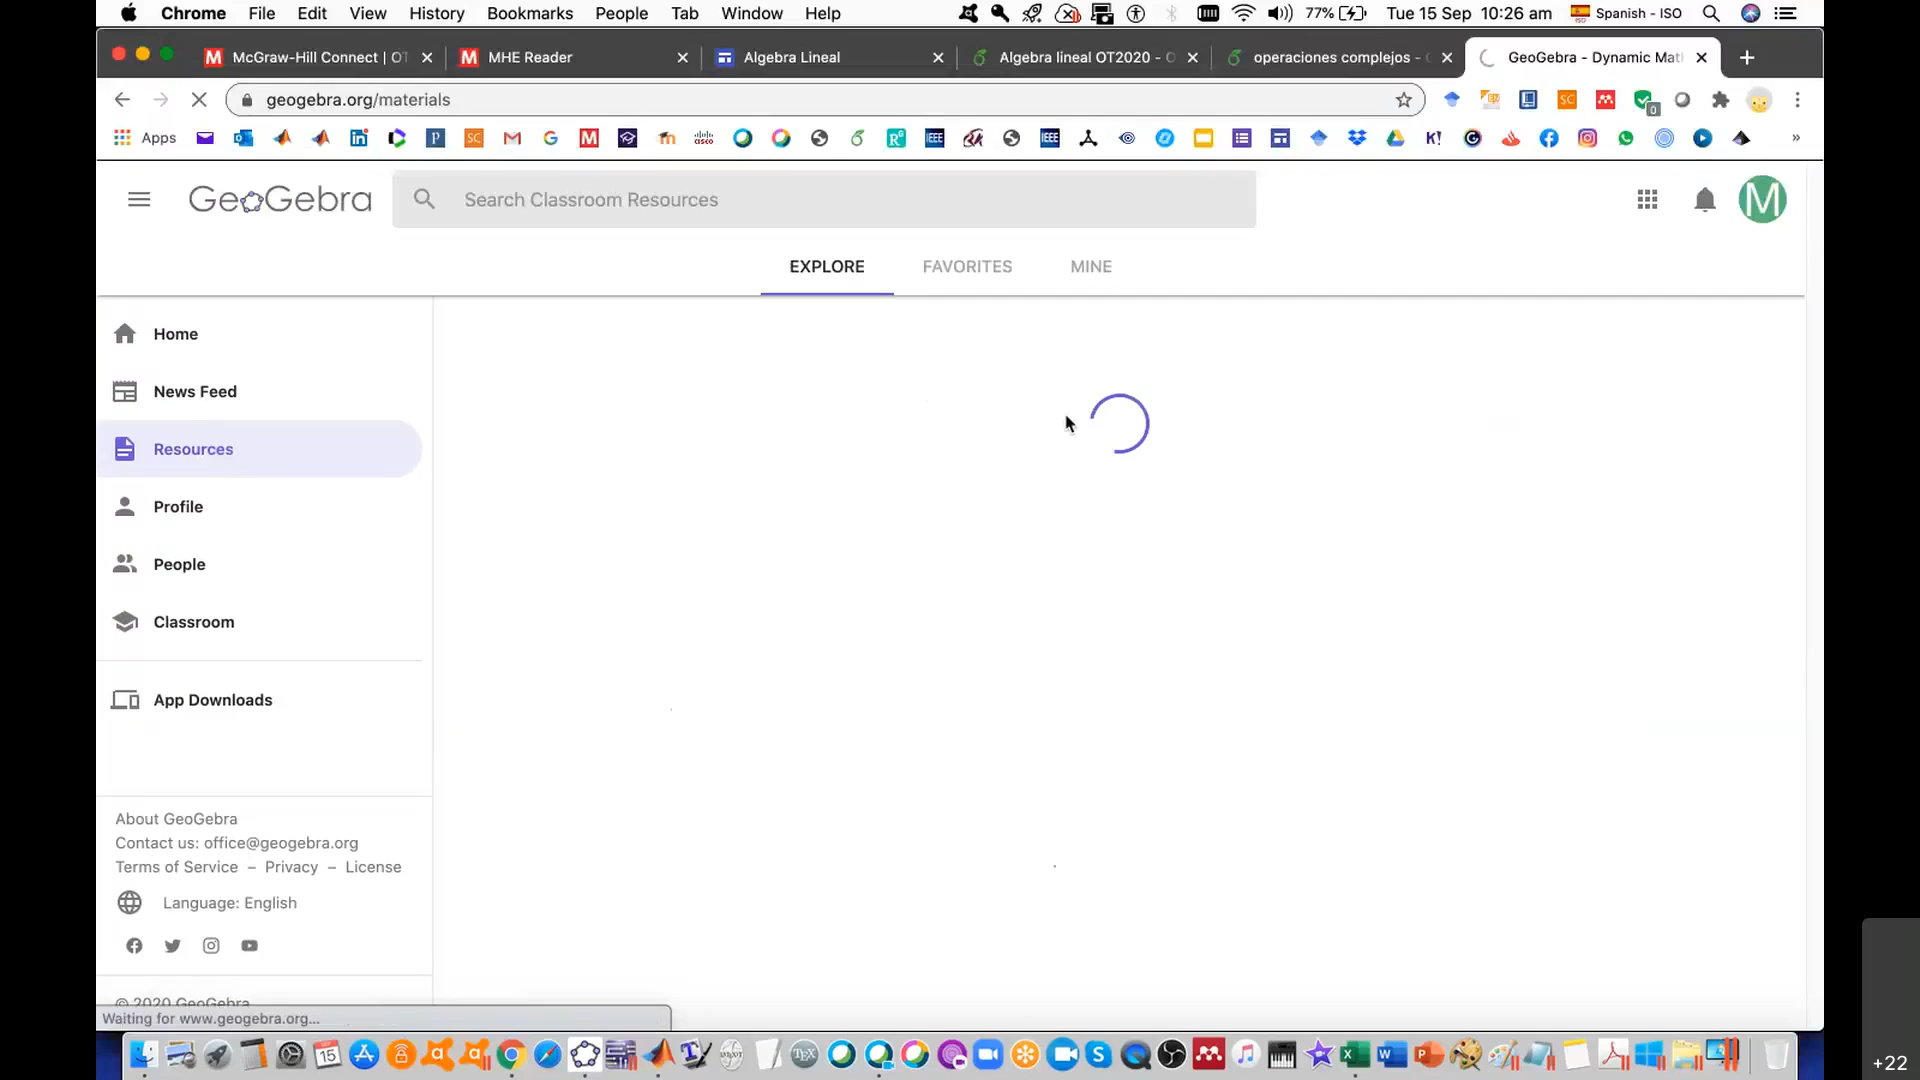 Chrome File Edit View History Bookmarks People Tab Window Help 77% Tue 15 Sep 10:26 am Spanish - ISO
McGraw-Hill Connect | OT MHE Reader Algebra Lineal Algebra lineal OT2020 - O operaciones complejos - GeoGebra - Dynamic Mat
geogebra.org/materials
Apps
GeoGebra Search Classroom Resources M
EXPLORE FAVORITES MINE
Home
News Feed
Resources
Profile
People
Classroom
App Downloads
About GeoGebra
Contact us: office@geogebra.org
Terms of Service – Privacy – License
Language: English
© 2020 GeoGebra
Waiting for www.geogebra.org...
+22